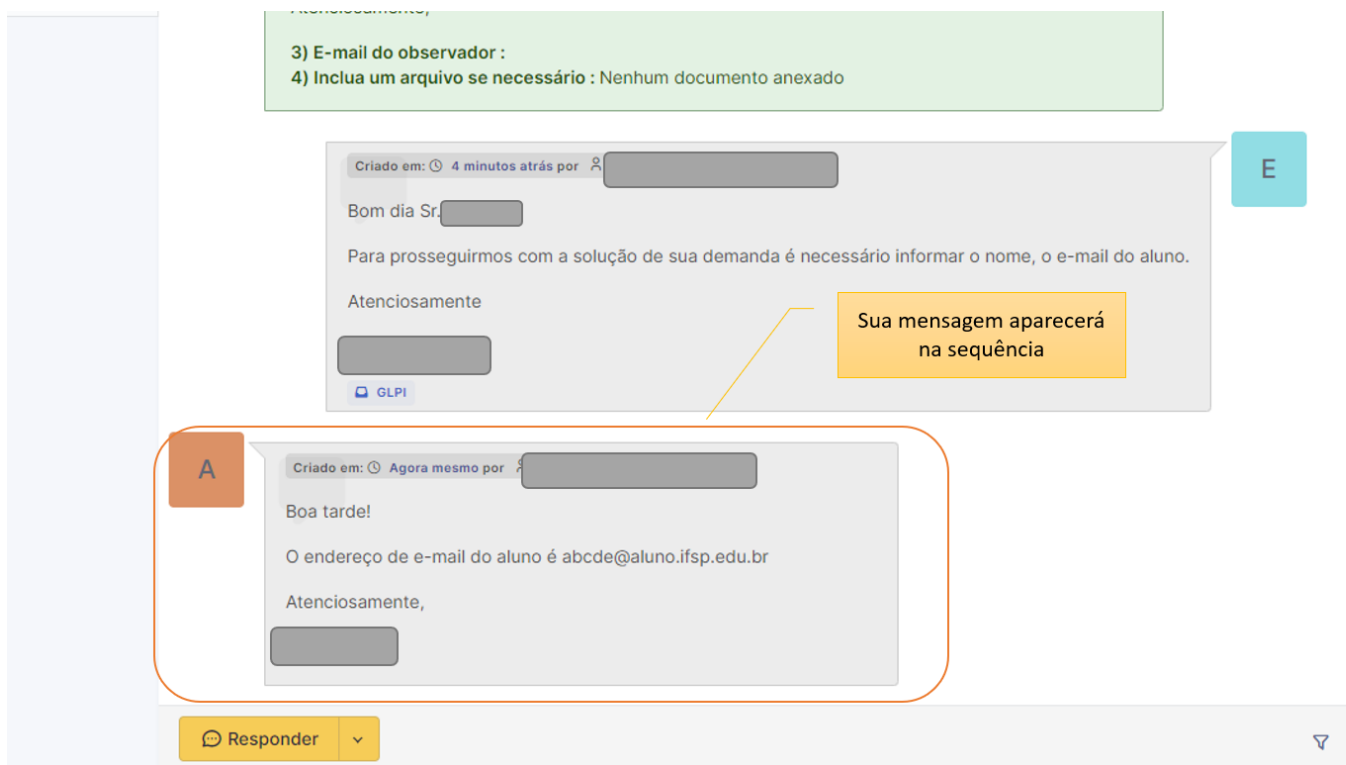 Atenciosamente,
3) E-mail do observador :
4) Inclua um arquivo se necessário : Nenhum documento anexado
Criado em: 4 minutos atrás por
E
Bom dia Sr.
Para prosseguirmos com a solução de sua demanda é necessário informar o nome, o e-mail do aluno.
Atenciosamente
Sua mensagem aparecerá
na sequência
GLPI
A
Criado em: Agora mesmo por
Boa tarde!
O endereço de e-mail do aluno é abcde@aluno.ifsp.edu.br
Atenciosamente,
Responder